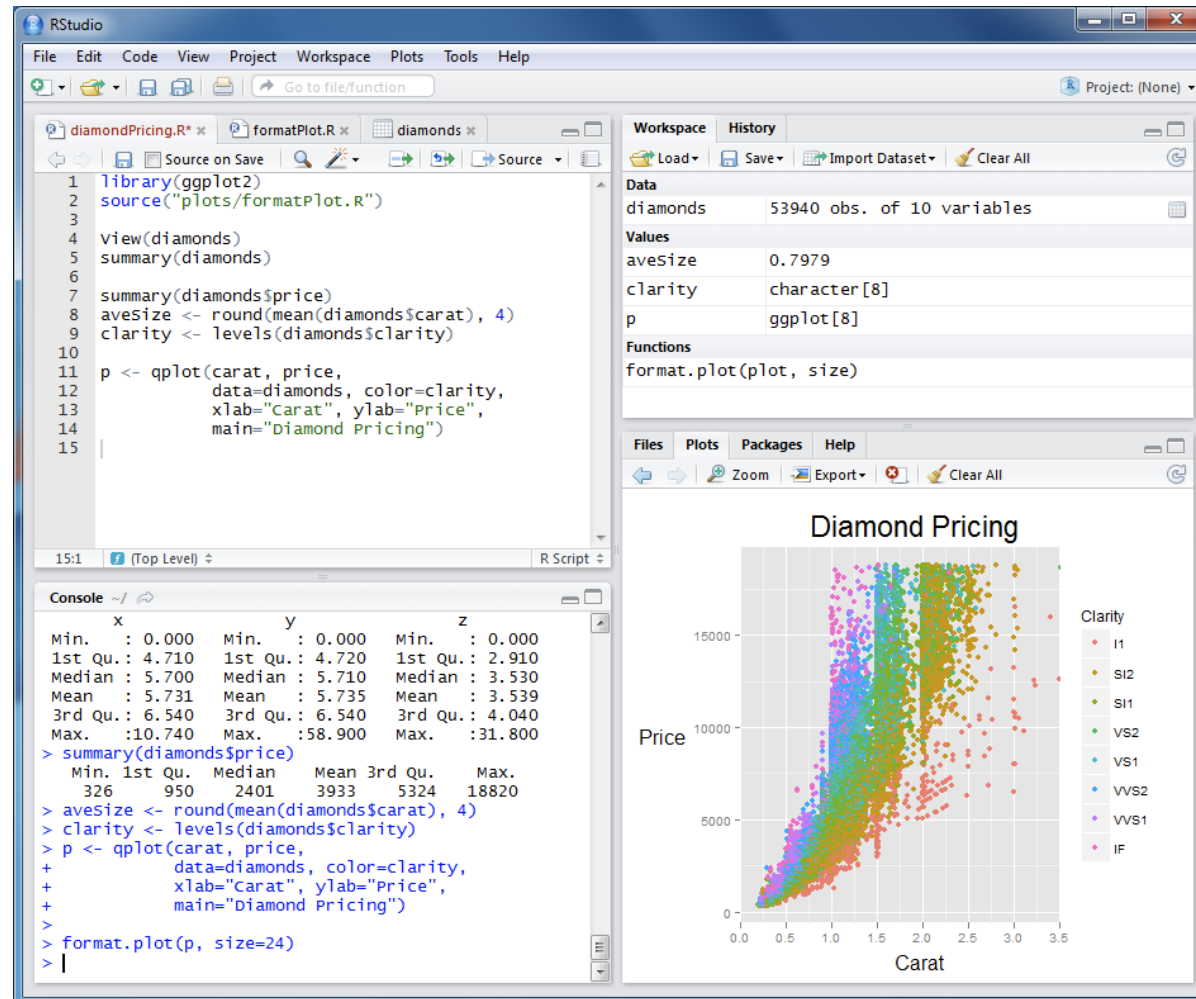 RStudio
File Edit Code View Project Workspace Plots Tools Help
Go to file/function
Project: (None)
diamondPricing.R* formatPlot.R diamonds
Source on Save Source
1 library(ggplot2)
2 source("plots/formatPlot.R")
3
4 View(diamonds)
5 summary(diamonds)
6
7 summary(diamonds$price)
8 aveSize <- round(mean(diamonds$carat), 4)
9 clarity <- levels(diamonds$clarity)
10
11 p <- qplot(carat, price,
12 data=diamonds, color=clarity,
13 xlab="Carat", ylab="Price",
14 main="Diamond Pricing")
15
15:1 (Top Level) R Script
Console ~/
x y z
Min. : 0.000 Min. : 0.000 Min. : 0.000
1st Qu.: 4.710 1st Qu.: 4.720 1st Qu.: 2.910
Median : 5.700 Median : 5.710 Median : 3.530
Mean : 5.731 Mean : 5.735 Mean : 3.539
3rd Qu.: 6.540 3rd Qu.: 6.540 3rd Qu.: 4.040
Max. :10.740 Max. :58.900 Max. :31.800
> summary(diamonds$price)
Min. 1st Qu. Median Mean 3rd Qu. Max.
326 950 2401 3933 5324 18820
> aveSize <- round(mean(diamonds$carat), 4)
> clarity <- levels(diamonds$clarity)
> p <- qplot(carat, price,
+ data=diamonds, color=clarity,
+ xlab="Carat", ylab="Price",
+ main="Diamond Pricing")
>
> format.plot(p, size=24)
>
Workspace History
Load Save Import Dataset Clear All
Data
diamonds 53940 obs. of 10 variables
Values
aveSize 0.7979
clarity character[8]
p ggplot[8]
Functions
format.plot(plot, size)
Files Plots Packages Help
Zoom Export Clear All
Diamond Pricing
Price
15000
10000
5000
0
0.0 0.5 1.0 1.5 2.0 2.5 3.0 3.5
Carat
Clarity
I1
SI2
SI1
VS2
VS1
VVS2
VVS1
IF